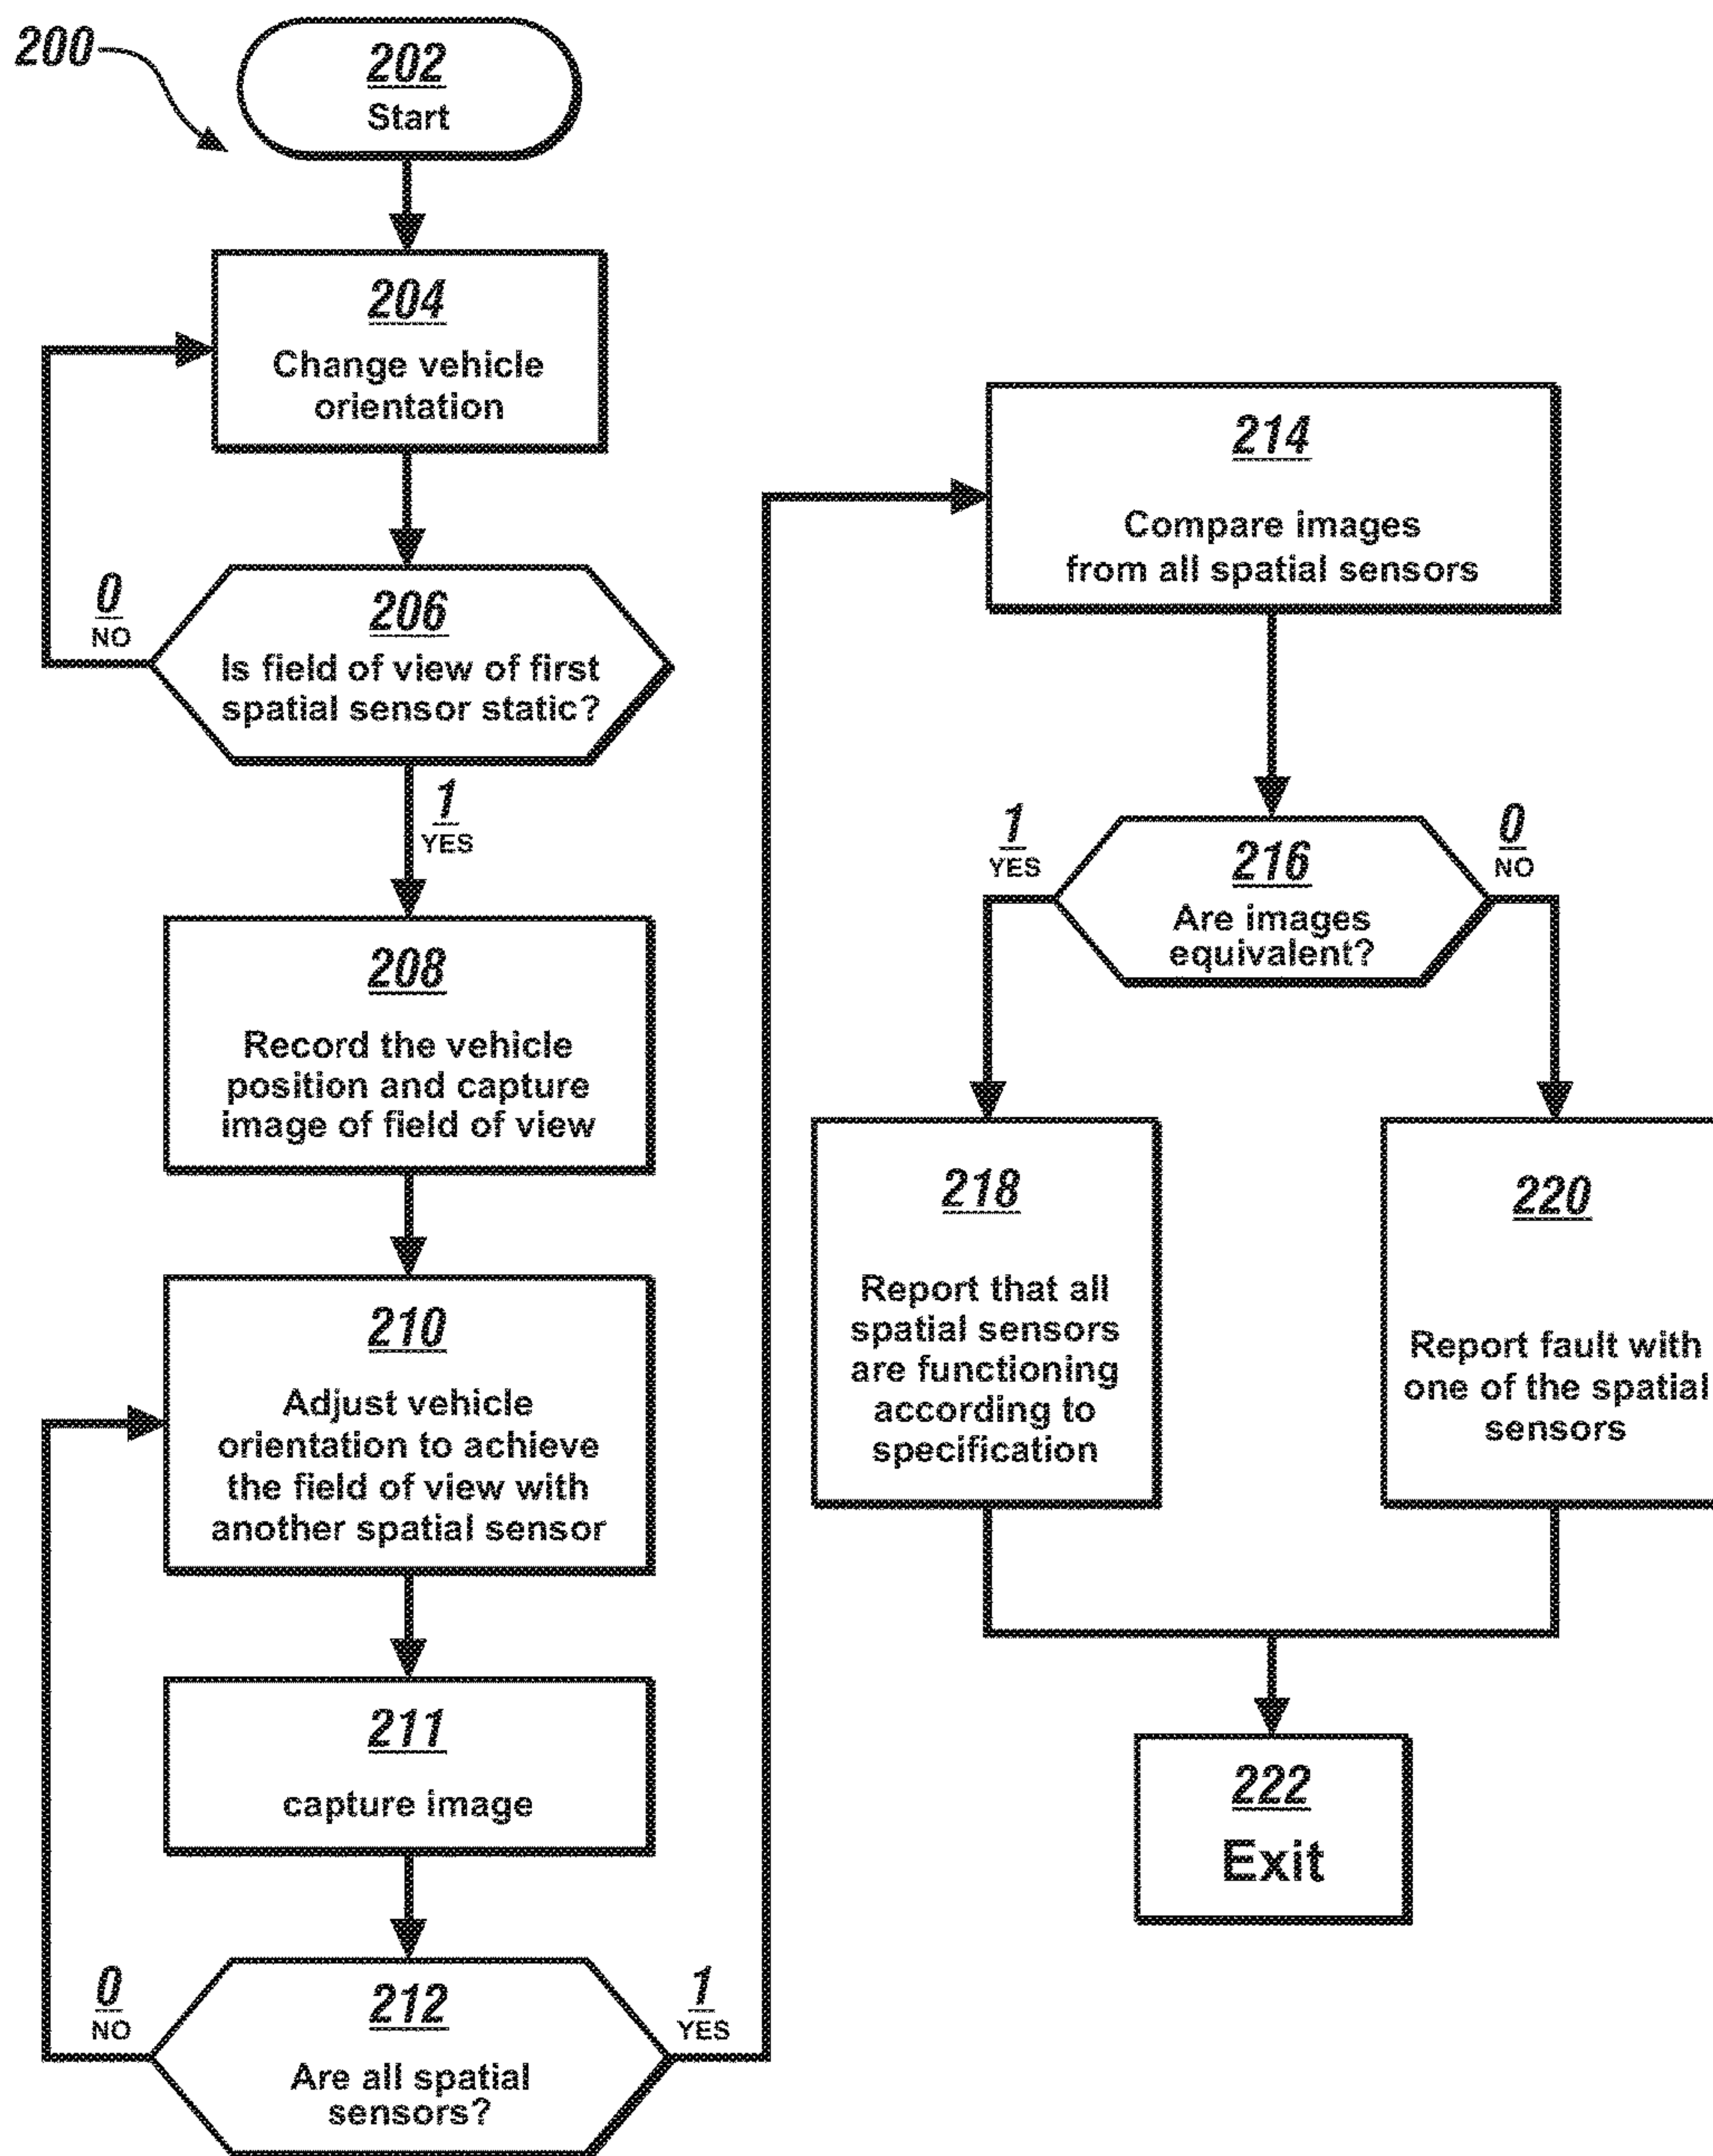 200
202
Start
204
Change vehicle
orientation
0
NO
206
Is field of view of first
spatial sensor static?
1
YES
208
Record the vehicle
position and capture
image of field of view
210
Adjust vehicle
orientation to achieve
the field of view with
another spatial sensor
211
capture image
0
NO
212
Are all spatial
sensors?
1
YES
214
Compare images
from all spatial sensors
1
YES
216
Are images
equivalent?
0
NO
218
Report that all
spatial sensors
are functioning
according to
specification
220
Report fault with
one of the spatial
sensors
222
Exit